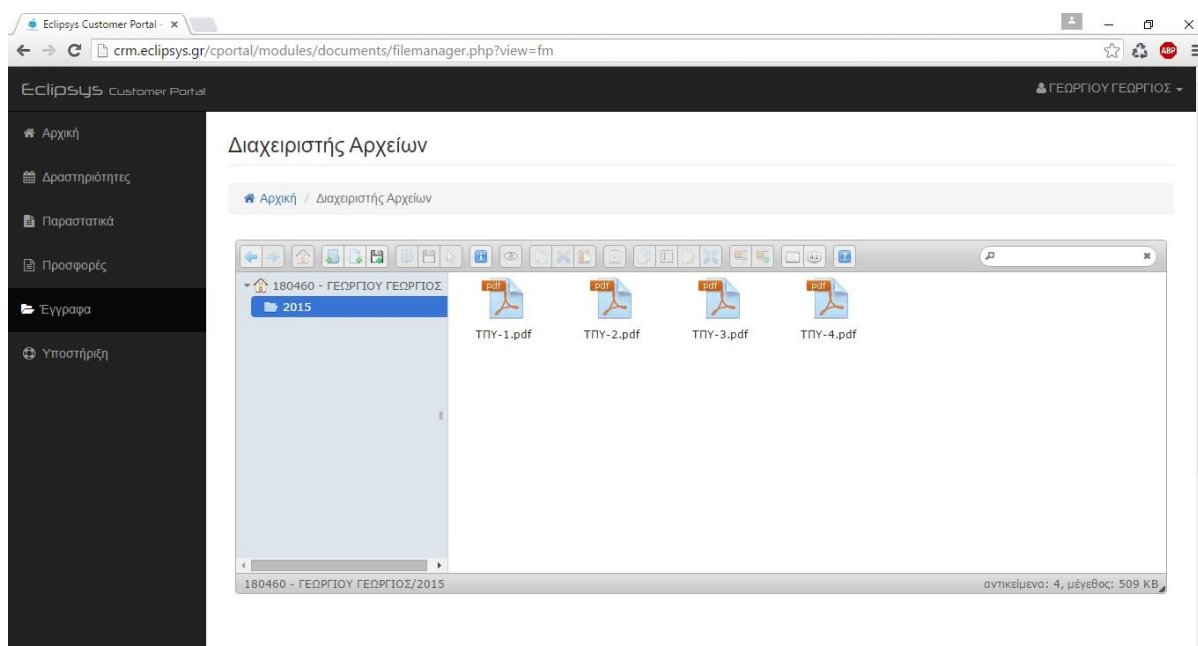 Eclipsys Customer Portal -
crm.eclipsys.gr/cportal/modules/documents/filemanager.php?view=fm
ABP
Eclipsys Customer Portal
ΓΕΩΡΓΙΟΥ ΓΕΩΡΓΙΟΣ
Αρχική
Δραστηριότητες
Παραστατικά
Προσφορές
Έγγραφα
Υποστήριξη
Διαχειριστής Αρχείων
Αρχική / Διαχειριστής Αρχείων
180460 - ΓΕΩΡΓΙΟΥ ΓΕΩΡΓΙΟΣ
2015
pdf pdf pdf pdf
ΤΠΥ-1.pdf ΤΠΥ-2.pdf ΤΠΥ-3.pdf ΤΠΥ-4.pdf
180460 - ΓΕΩΡΓΙΟΥ ΓΕΩΡΓΙΟΣ/2015
αντικείμενα: 4, μέγεθος: 509 KB